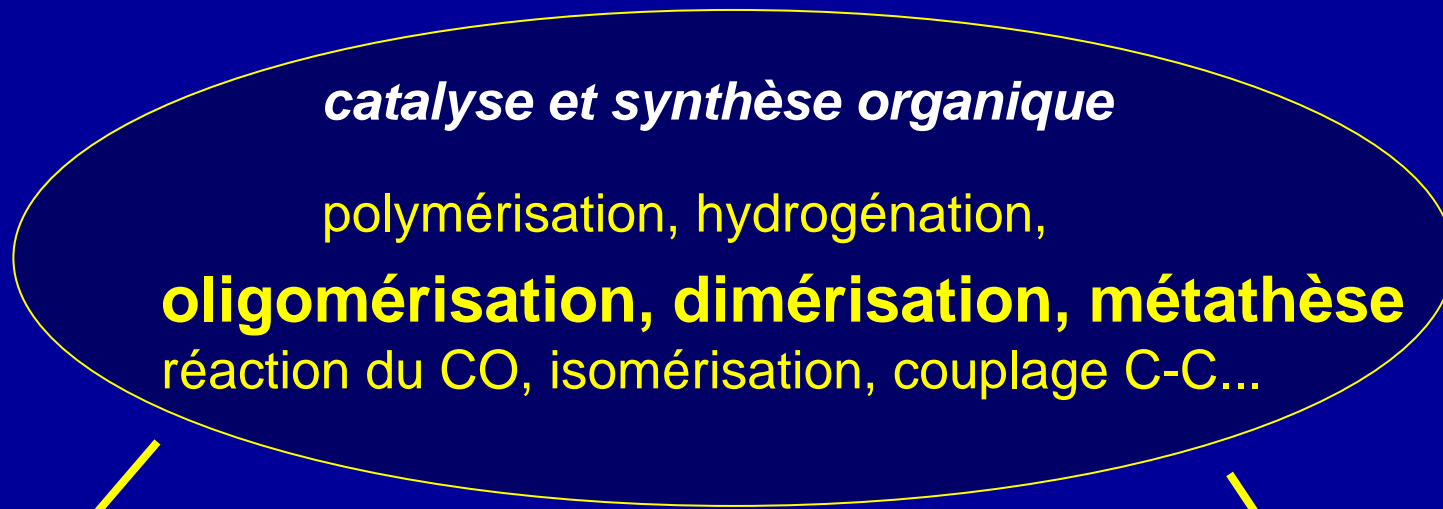 catalyse et synthèse organique
polymérisation, hydrogénation,
oligomérisation, dimérisation, métathèse
réaction du CO, isomérisation, couplage C-C...